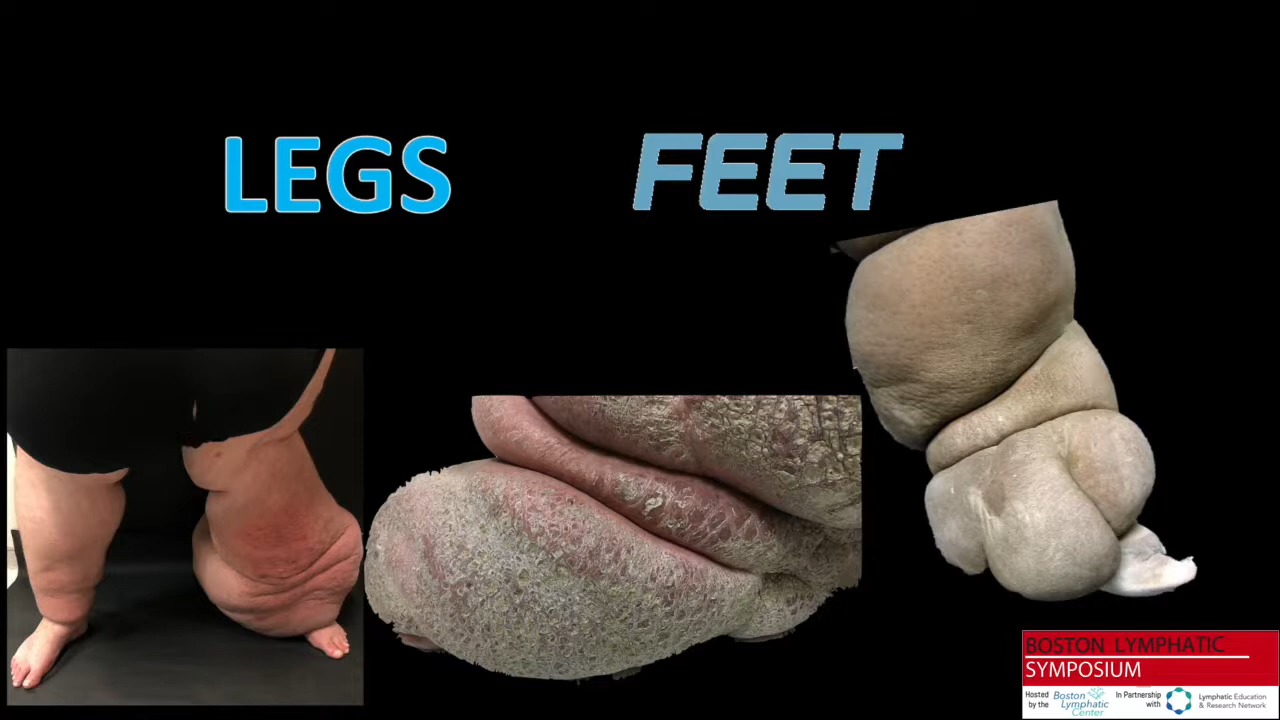 LEGS
FEET
BOSTON LYMPHATIC
SYMPOSIUM
Hosted
by the
Boston
Lymphatic
Center
In Partnership
with
Lymphatic Education
& Research Network